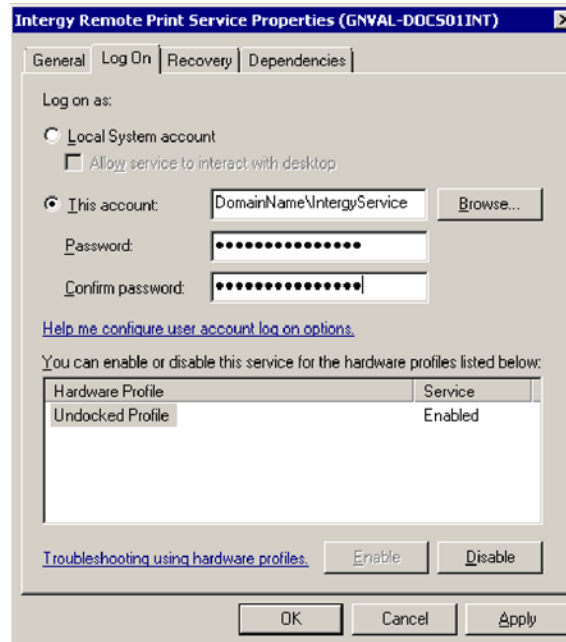 Intergy Remote Print Service Properties (GNVAL-DOCS01INT)
General Log On Recovery Dependencies
Log on as:
Local System account
Allow service to interact with desktop
This account: DomainName\IntergyService Browse...
Password: ●●●●●●●●●●●●●●●
Confirm password: ●●●●●●●●●●●●●●●
Help me configure user account log on options.
You can enable or disable this service for the hardware profiles listed below:
Hardware Profile Service
Undocked Profile Enabled
Troubleshooting using hardware profiles. Enable Disable
OK Cancel Apply